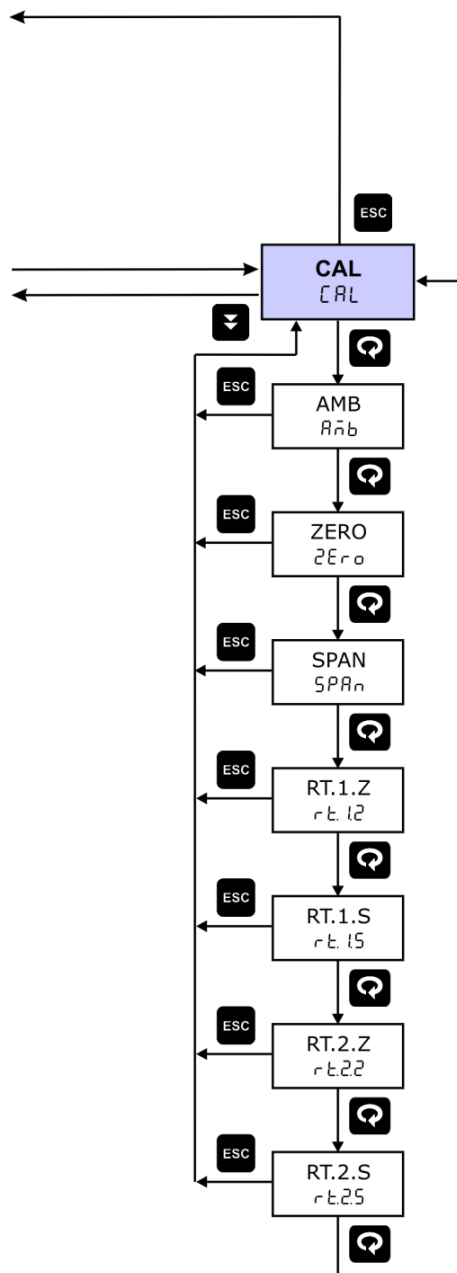 ESC
CAL
CAL
ESC
AMB
Amb
ESC
ZERO
ZEro
ESC
SPAN
SPAn
ESC
RT.1.Z
rt.1.Z
ESC
RT.1.S
rt.1.S
ESC
RT.2.Z
rt.2.Z
ESC
RT.2.S
rt.2.S